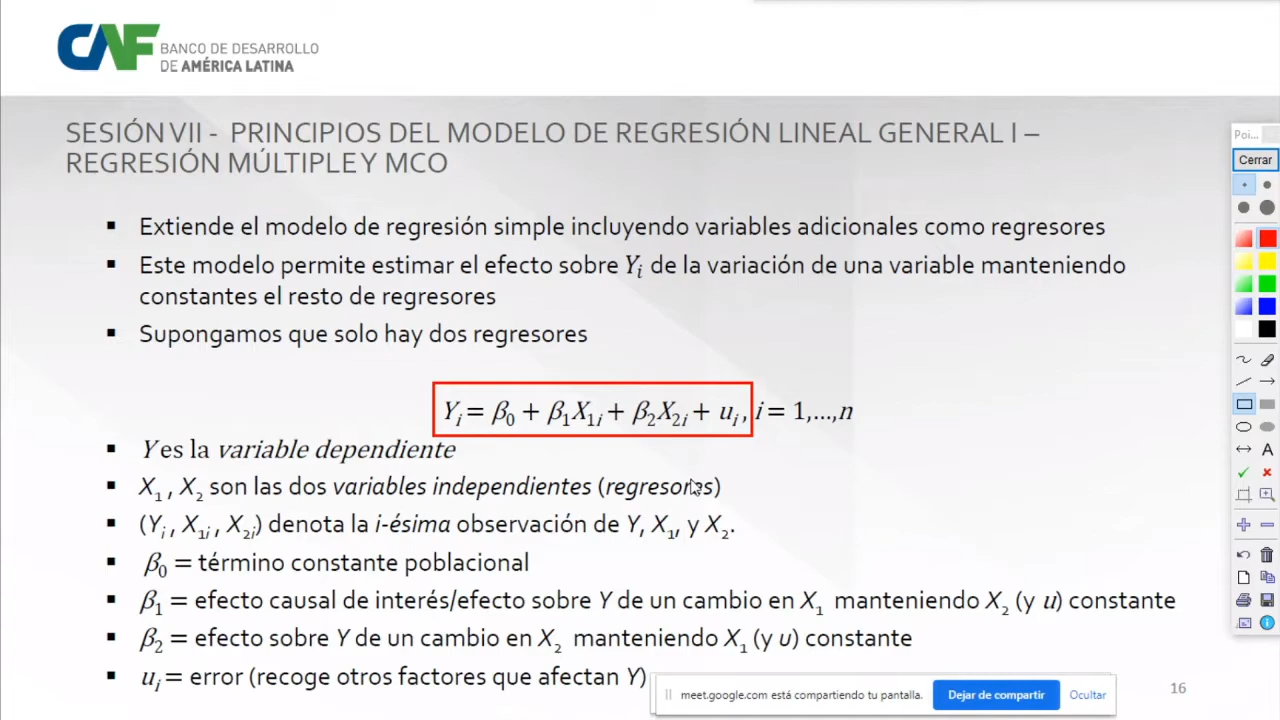 CAF BANCO DE DESARROLLO
DE AMÉRICA LATINA
SESIÓN VII - PRINCIPIOS DEL MODELO DE REGRESIÓN LINEAL GENERAL I –
REGRESIÓN MÚLTIPLE Y MCO
Poi...
Cerrar
▪ Extiende el modelo de regresión simple incluyendo variables adicionales como regresores
▪ Este modelo permite estimar el efecto sobre Yᵢ de la variación de una variable manteniendo
constantes el resto de regresores
▪ Supongamos que solo hay dos regresores
Yᵢ = β₀ + β₁X₁ᵢ + β₂X₂ᵢ + uᵢ, i = 1,...,n
▪ Y es la variable dependiente
▪ X₁, X₂ son las dos variables independientes (regresores)
▪ (Yᵢ, X₁ᵢ, X₂ᵢ) denota la i-ésima observación de Y, X₁, y X₂.
▪ β₀ = término constante poblacional
▪ β₁ = efecto causal de interés/efecto sobre Y de un cambio en X₁ manteniendo X₂ (y u) constante
▪ β₂ = efecto sobre Y de un cambio en X₂ manteniendo X₁ (y u) constante
▪ uᵢ = error (recoge otros factores que afectan Y)
A
meet.google.com está compartiendo tu pantalla. Dejar de compartir Ocultar
16